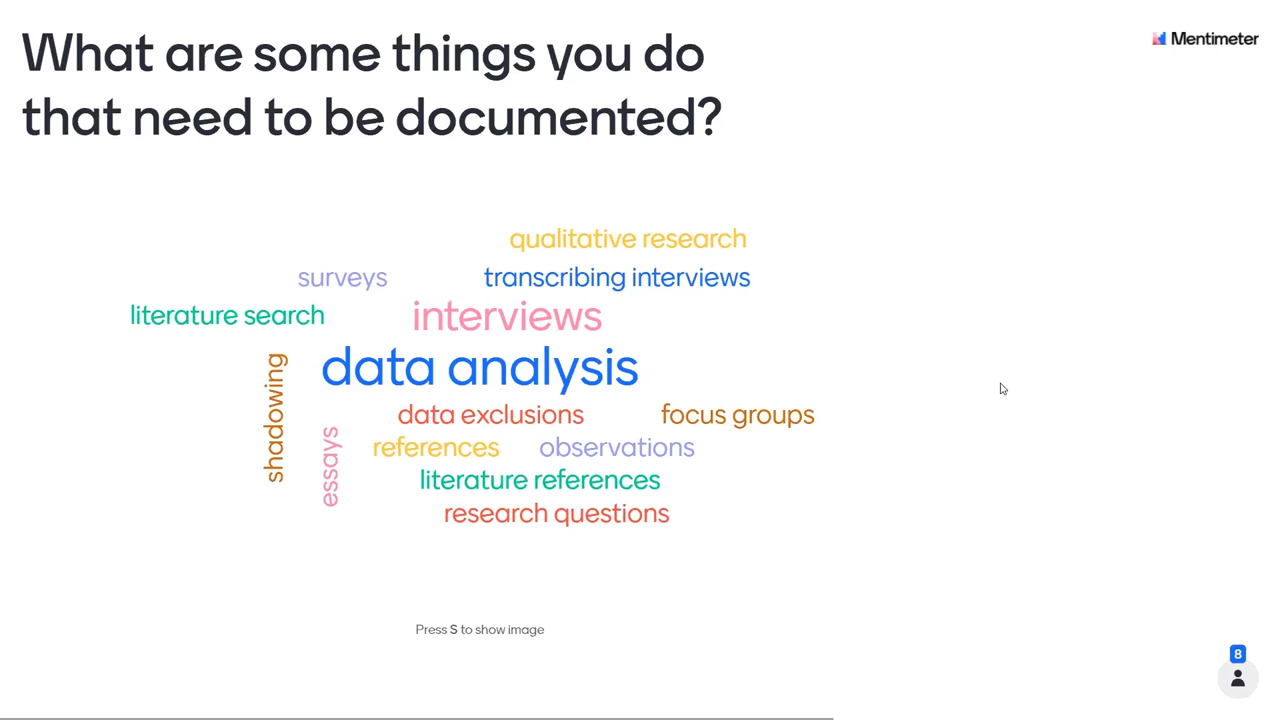 What are some things you do
that need to be documented?
Mentimeter
qualitative research
surveys
transcribing interviews
literature search
interviews
data analysis
shadowing
data exclusions
focus groups
essays
references
observations
literature references
research questions
Press S to show image
8